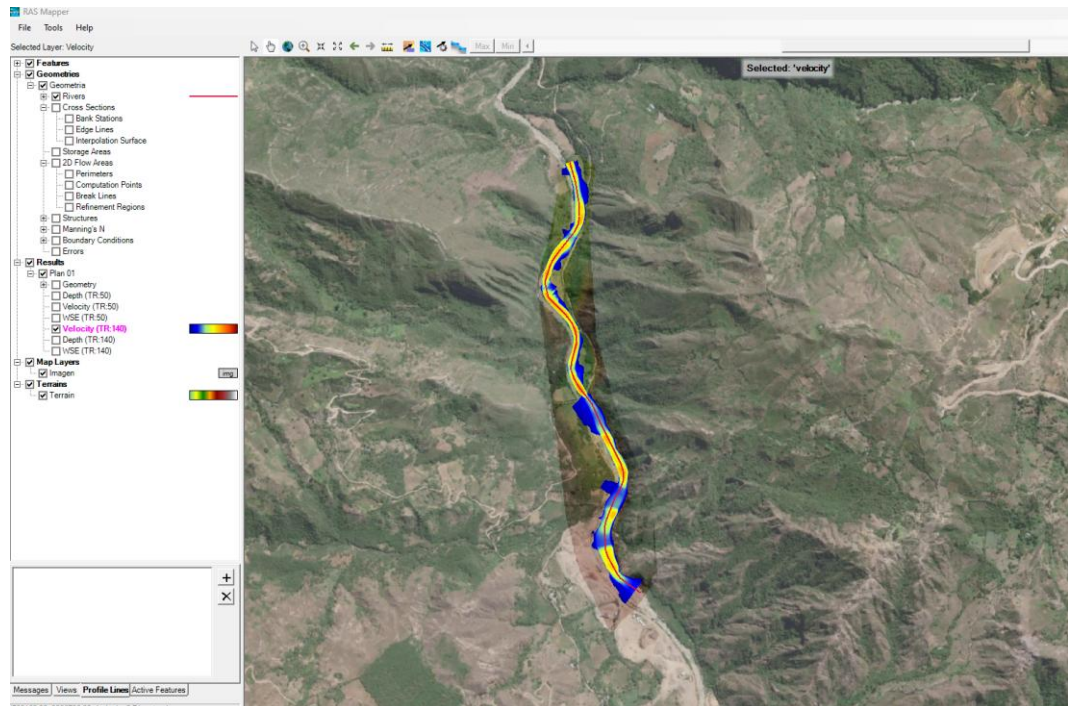 RAS Mapper
File Tools Help
Selected Layer: Velocity
Max Min
Selected: 'velocity'
Features
Geometries
Geometria
Rivers
Cross Sections
Bank Stations
Edge Lines
Interpolation Surface
Storage Areas
2D Flow Areas
Perimeters
Computation Points
Break Lines
Refinement Regions
Structures
Manning's N
Boundary Conditions
Errors
Results
Plan 01
Geometry
Depth (TR:50)
Velocity (TR:50)
WSE (TR:50)
Velocity (TR:140)
Depth (TR:140)
WSE (TR:140)
Map Layers
Imagen
img
Terrains
Terrain
Messages Views Profile Lines Active Features